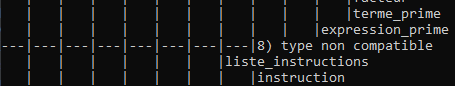 |    |    |    |    |    |    |    |    |    |    |    |    |facteur
|    |    |    |    |    |    |    |    |    |    |    |    |terme_prime
|    |    |    |    |    |    |    |    |    |    |    |expression_prime
---|---|---|---|---|---|---|---|---|8) type non compatible
|    |    |    |    |    |    |    |liste_instructions
|    |    |    |    |    |    |    |    |instruction